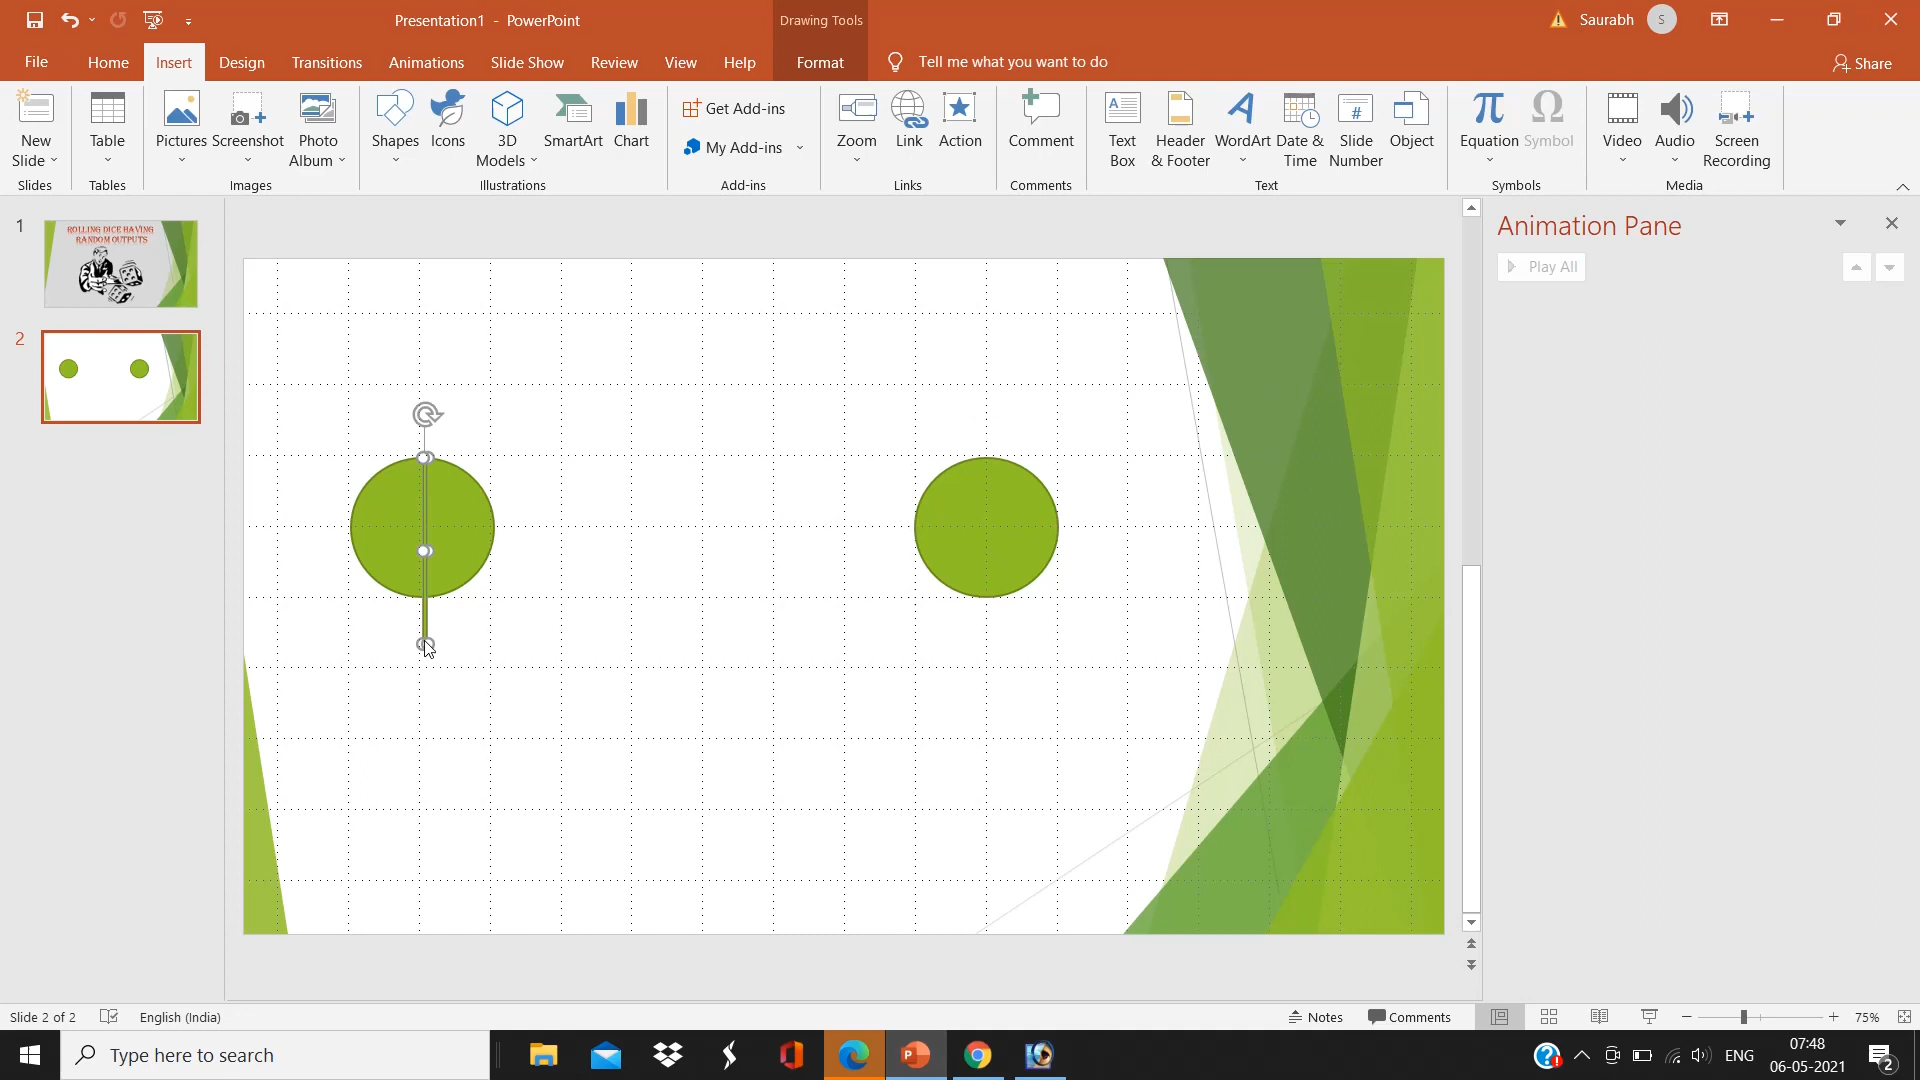 Presentation1 - PowerPoint
Drawing Tools
Saurabh
S
File
Home
Insert
Design
Transitions
Animations
Slide Show
Review
View
Help
Format
Tell me what you want to do
Share
New
Slide
Table
Pictures
Screenshot
Photo
Album
Shapes
Icons
3D
Models
SmartArt
Chart
Get Add-ins
My Add-ins
Zoom
Link
Action
Comment
Text
Box
Header
& Footer
WordArt
Date &
Time
Slide
Number
Object
Equation
Symbol
Video
Audio
Screen
Recording
Slides
Tables
Images
Illustrations
Add-ins
Links
Comments
Text
Symbols
Media
1
ROLLING DICE HAVING
RANDOM OUTPUTS
2
Animation Pane
Play All
Slide 2 of 2
English (India)
Notes
Comments
75%
Type here to search
ENG
07:48
06-05-2021
2